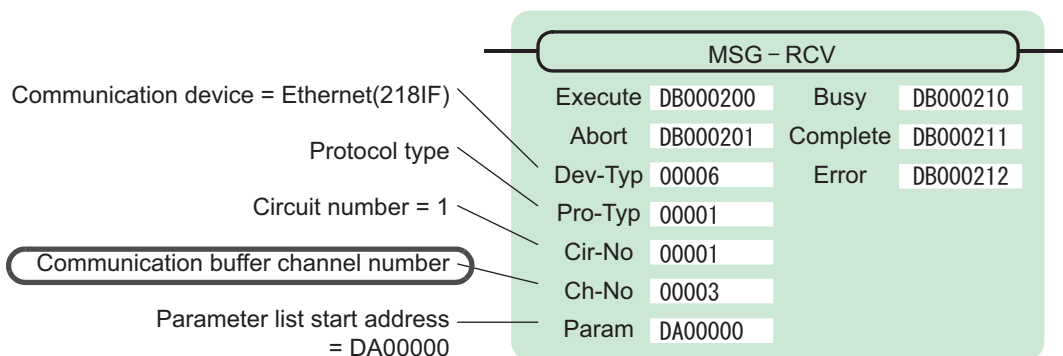 MSG-RCV
Communication device = Ethernet(218IF)
Protocol type
Circuit number = 1
Communication buffer channel number
Parameter list start address
= DA00000
Execute DB000200 Busy DB000210
Abort DB000201 Complete DB000211
Dev-Typ 00006 Error DB000212
Pro-Typ 00001
Cir-No 00001
Ch-No 00003
Param DA00000